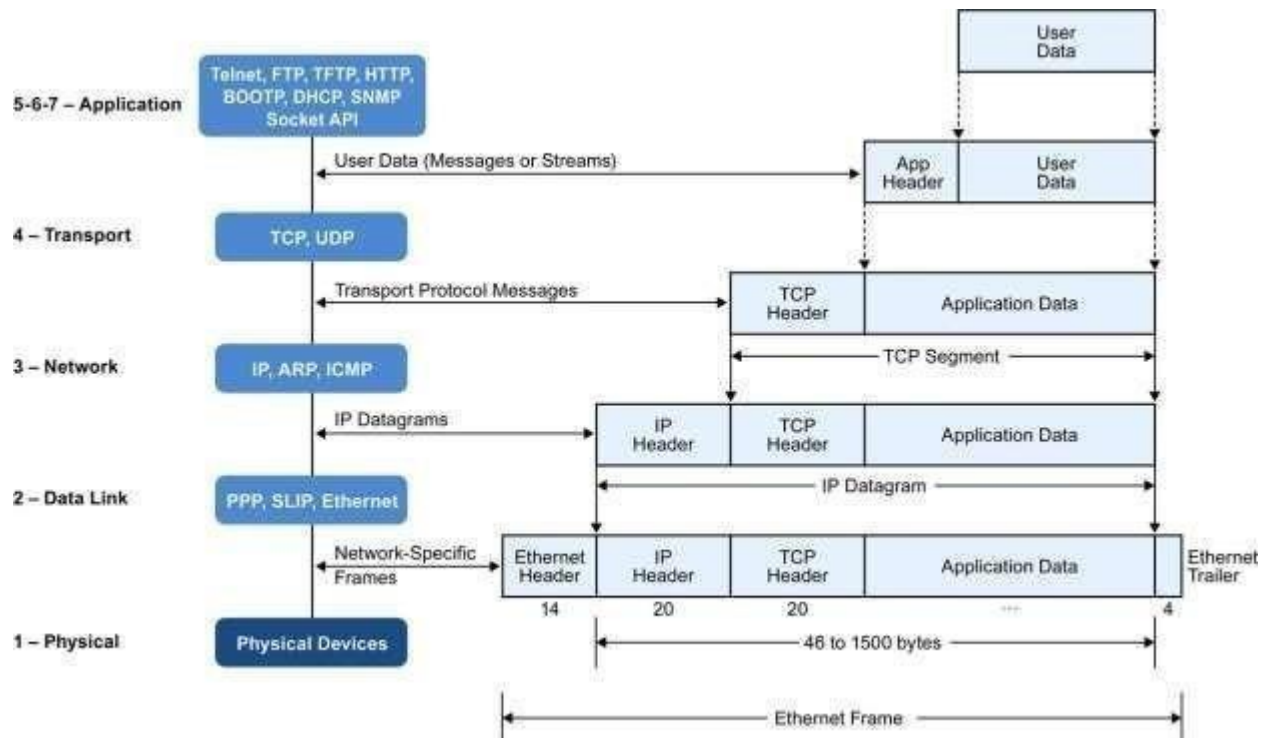 User
Data
Telnet, FTP, TFTP, HTTP,
BOOTP, DHCP, SNMP
Socket API
5-6-7 – Application
User Data (Messages or Streams)
App
Header
User
Data
4 – Transport
TCP, UDP
Transport Protocol Messages
TCP
Header
Application Data
TCP Segment
3 – Network
IP, ARP, ICMP
IP Datagrams
IP
Header
TCP
Header
Application Data
IP Datagram
2 – Data Link
PPP, SLIP, Ethernet
Network-Specific
Frames
Ethernet
Header
IP
Header
TCP
Header
Application Data
Ethernet
Trailer
14
20
20
...
4
1 – Physical
Physical Devices
46 to 1500 bytes
Ethernet Frame